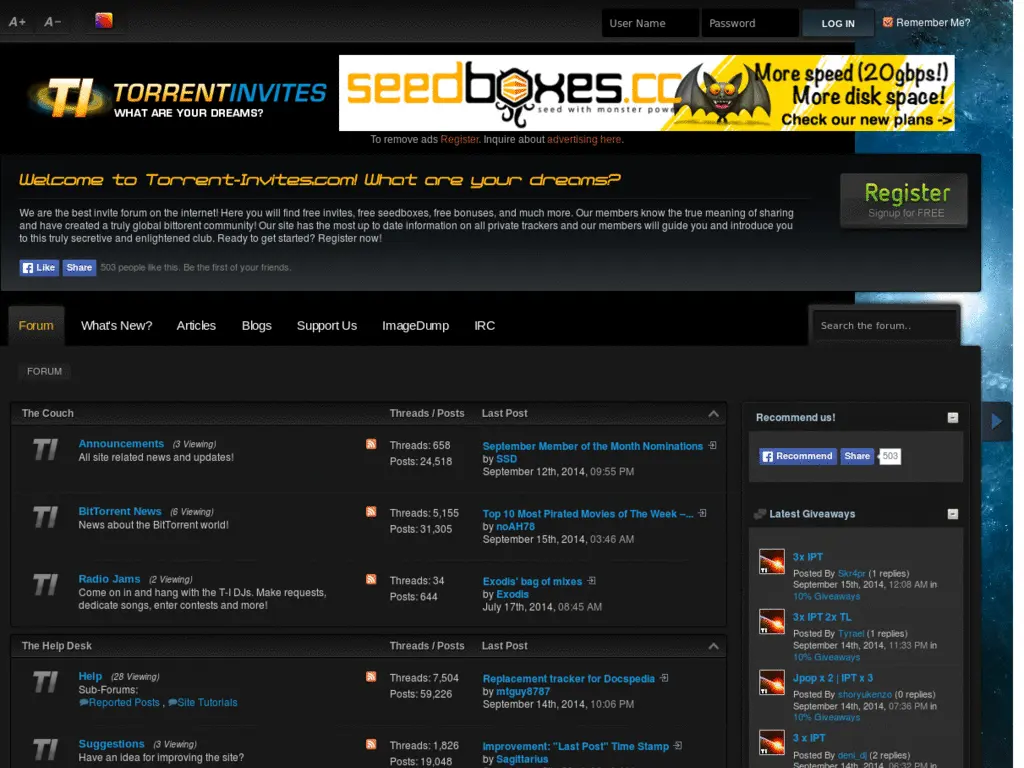 A+ A−
User Name Password LOG IN Remember Me?
TI TORRENTINVITES
WHAT ARE YOUR DREAMS?
seedboxes.cc
seed with monster pow
More speed (20gbps!)
More disk space!
Check our new plans ->
To remove ads Register. Inquire about advertising here.
Welcome to Torrent-Invites.com! What are your dreams?
We are the best invite forum on the internet! Here you will find free invites, free seedboxes, free bonuses, and much more. Our members know the true meaning of sharing
and have created a truly global bittorent community! Our site has the most up to date information on all private trackers and our members will guide you and introduce you
to this truly secretive and enlightened club. Ready to get started? Register now!
Register
Signup for FREE
Like Share 503 people like this. Be the first of your friends.
Forum What's New? Articles Blogs Support Us ImageDump IRC
Search the forum..
FORUM
The Couch Threads / Posts Last Post
TI Announcements (3 Viewing)
All site related news and updates!
Threads: 658
Posts: 24,518
September Member of the Month Nominations
by SSD
September 12th, 2014, 09:55 PM
TI BitTorrent News (6 Viewing)
News about the BitTorrent world!
Threads: 5,155
Posts: 31,305
Top 10 Most Pirated Movies of The Week –...
by noAH78
September 15th, 2014, 03:46 AM
TI Radio Jams (2 Viewing)
Come on in and hang with the T-I DJs. Make requests,
dedicate songs, enter contests and more!
Threads: 34
Posts: 644
Exodis' bag of mixes
by Exodis
July 17th, 2014, 08:45 AM
The Help Desk Threads / Posts Last Post
TI Help (28 Viewing)
Sub-Forums:
Reported Posts , Site Tutorials
Threads: 7,504
Posts: 59,226
Replacement tracker for Docspedia
by mtguy8787
September 14th, 2014, 10:06 PM
TI Suggestions (3 Viewing)
Have an idea for improving the site?
Threads: 1,826
Posts: 19,048
Improvement: "Last Post" Time Stamp
by Sagittarius
Recommend us!
Recommend Share 503
Latest Giveaways
3x IPT
Posted By Skr4pr (1 replies)
September 15th, 2014, 12:08 AM in
10% Giveaways
3x IPT 2x TL
Posted By Tyrael (1 replies)
September 14th, 2014, 11:33 PM in
10% Giveaways
Jpop x 2 | IPT x 3
Posted By shoryukenzo (0 replies)
September 14th, 2014, 07:36 PM in
10% Giveaways
3 x IPT
Posted By deni_dj (2 replies)
September 14th, 2014, 06:32 PM in